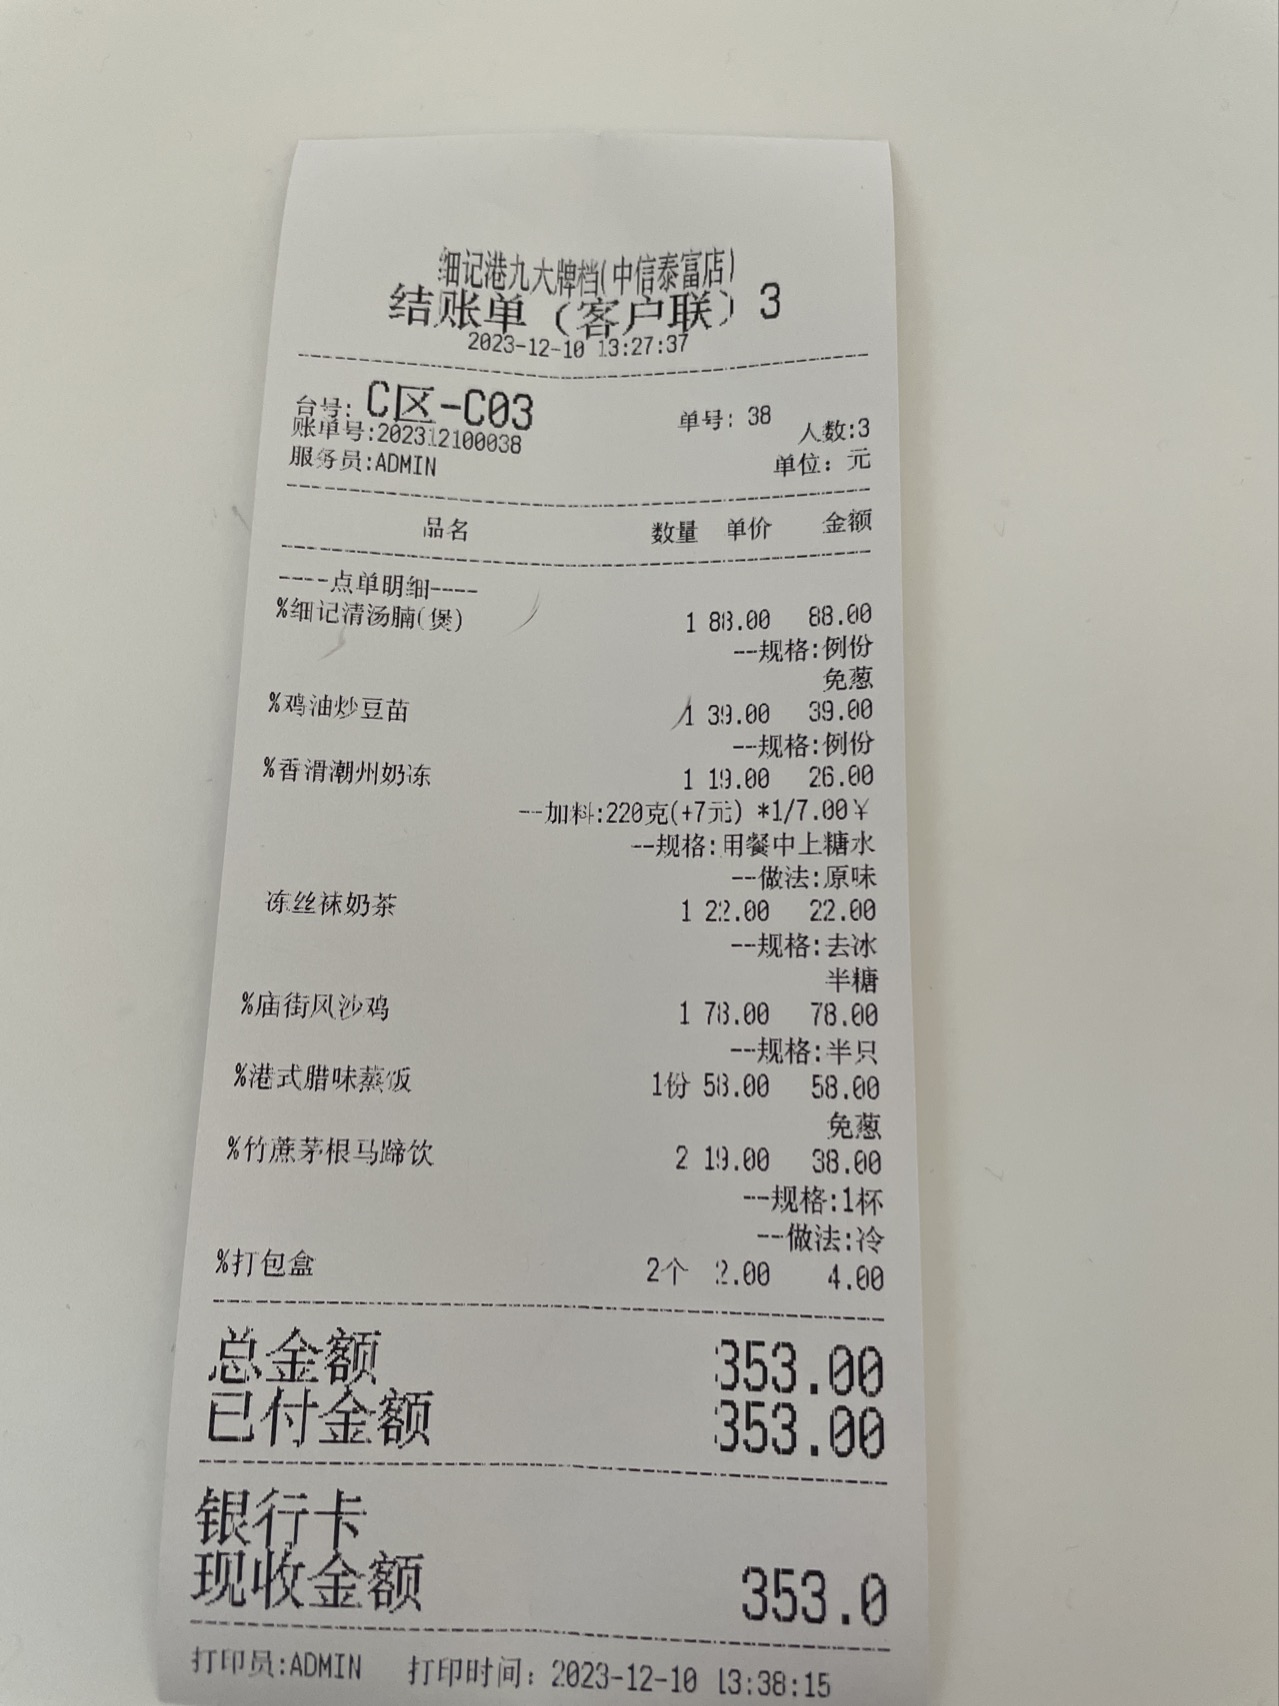 细记港九大牌档(中信泰富店)
结账单（客户联）3
2023-12-10 13:27:37
台号: C区-C03 单号: 38
账单号:202312100038 人数:3
服务员:ADMIN 单位: 元
品名 数量 单价 金额
----点单明细----
%细记清汤腩(煲) 1 88.00 88.00
--规格:例份
免葱
%鸡油炒豆苗 1 39.00 39.00
--规格:例份
%香滑潮州奶冻 1 19.00 26.00
--加料:220克(+7元) *1/7.00¥
--规格:用餐中上糖水
--做法:原味
冻丝袜奶茶 1 22.00 22.00
--规格:去冰
半糖
%庙街风沙鸡 1 78.00 78.00
--规格:半只
%港式腊味蒸饭 1份 58.00 58.00
免葱
%竹蔗茅根马蹄饮 2 19.00 38.00
--规格:1杯
--做法:冷
%打包盒 2个 2.00 4.00
总金额 353.00
已付金额 353.00
银行卡
现收金额 353.0
打印员:ADMIN 打印时间: 2023-12-10 13:38:15